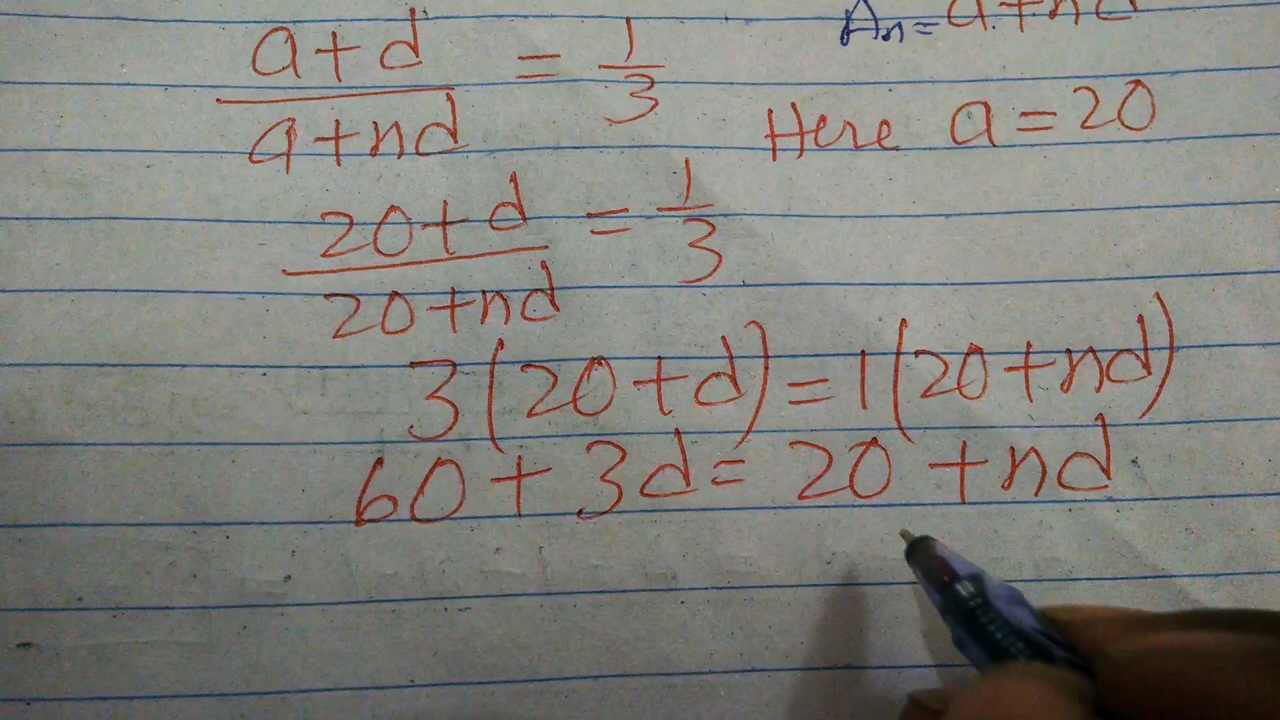 An = a+nd
a+d/a+nd = 1/3
Here a = 20
20+d/20+nd = 1/3
3(20+d) = 1(20+nd)
60+3d = 20+nd